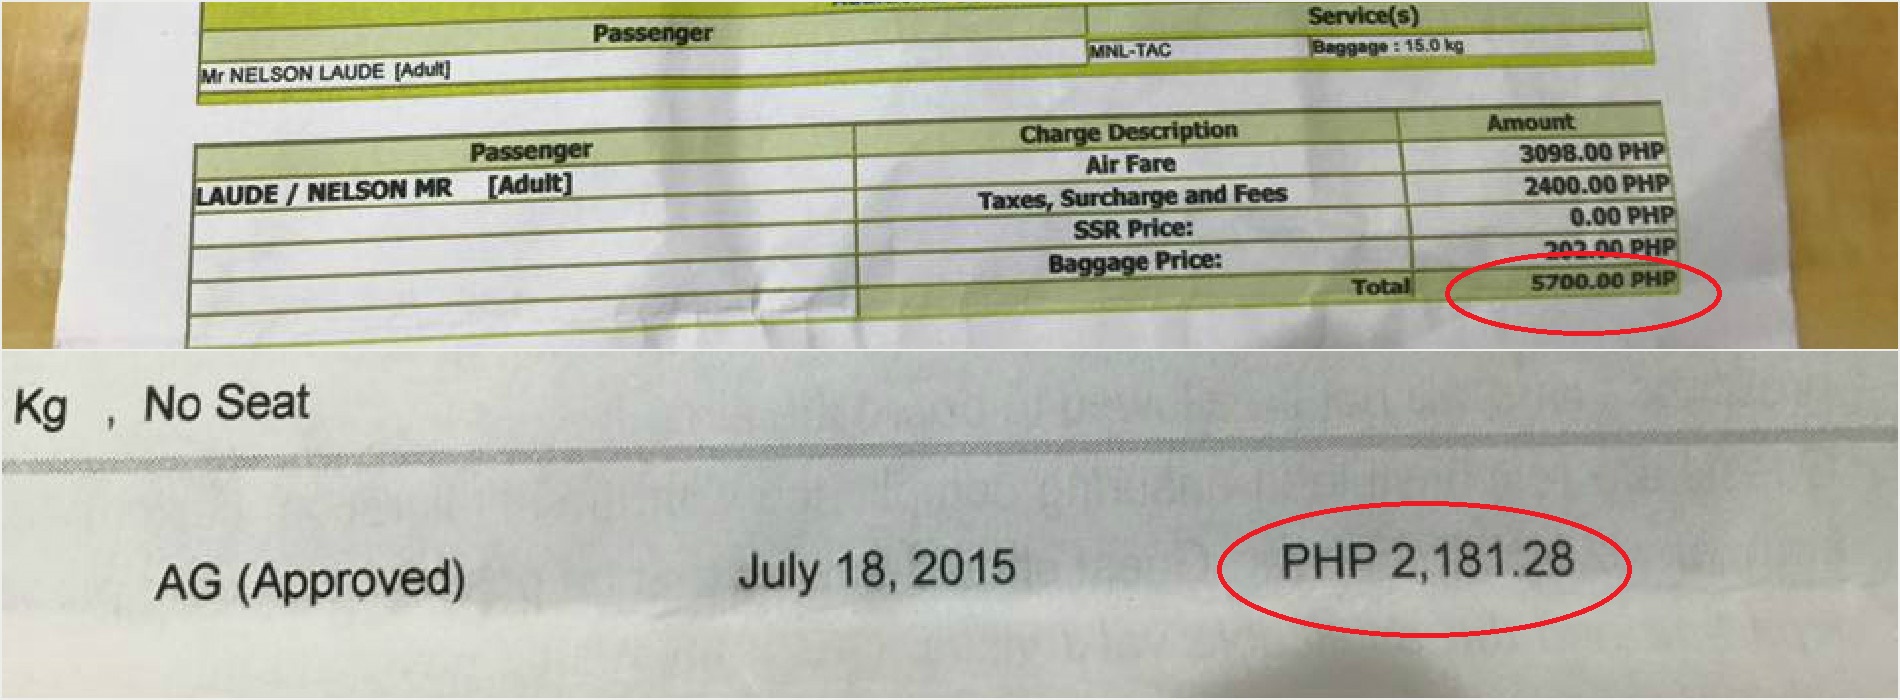 Passenger
Service(s)
Mr NELSON LAUDE [Adult]
MNL-TAC
Baggage : 15.0 kg
Passenger
Charge Description
Amount
LAUDE / NELSON MR [Adult]
Air Fare
3098.00 PHP
Taxes, Surcharge and Fees
2400.00 PHP
SSR Price:
0.00 PHP
Baggage Price:
202.00 PHP
Total
5700.00 PHP
Kg , No Seat
AG (Approved)
July 18, 2015
PHP 2,181.28